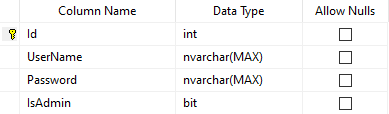 Column Name Data Type Allow Nulls
Id int
UserName nvarchar(MAX)
Password nvarchar(MAX)
IsAdmin bit